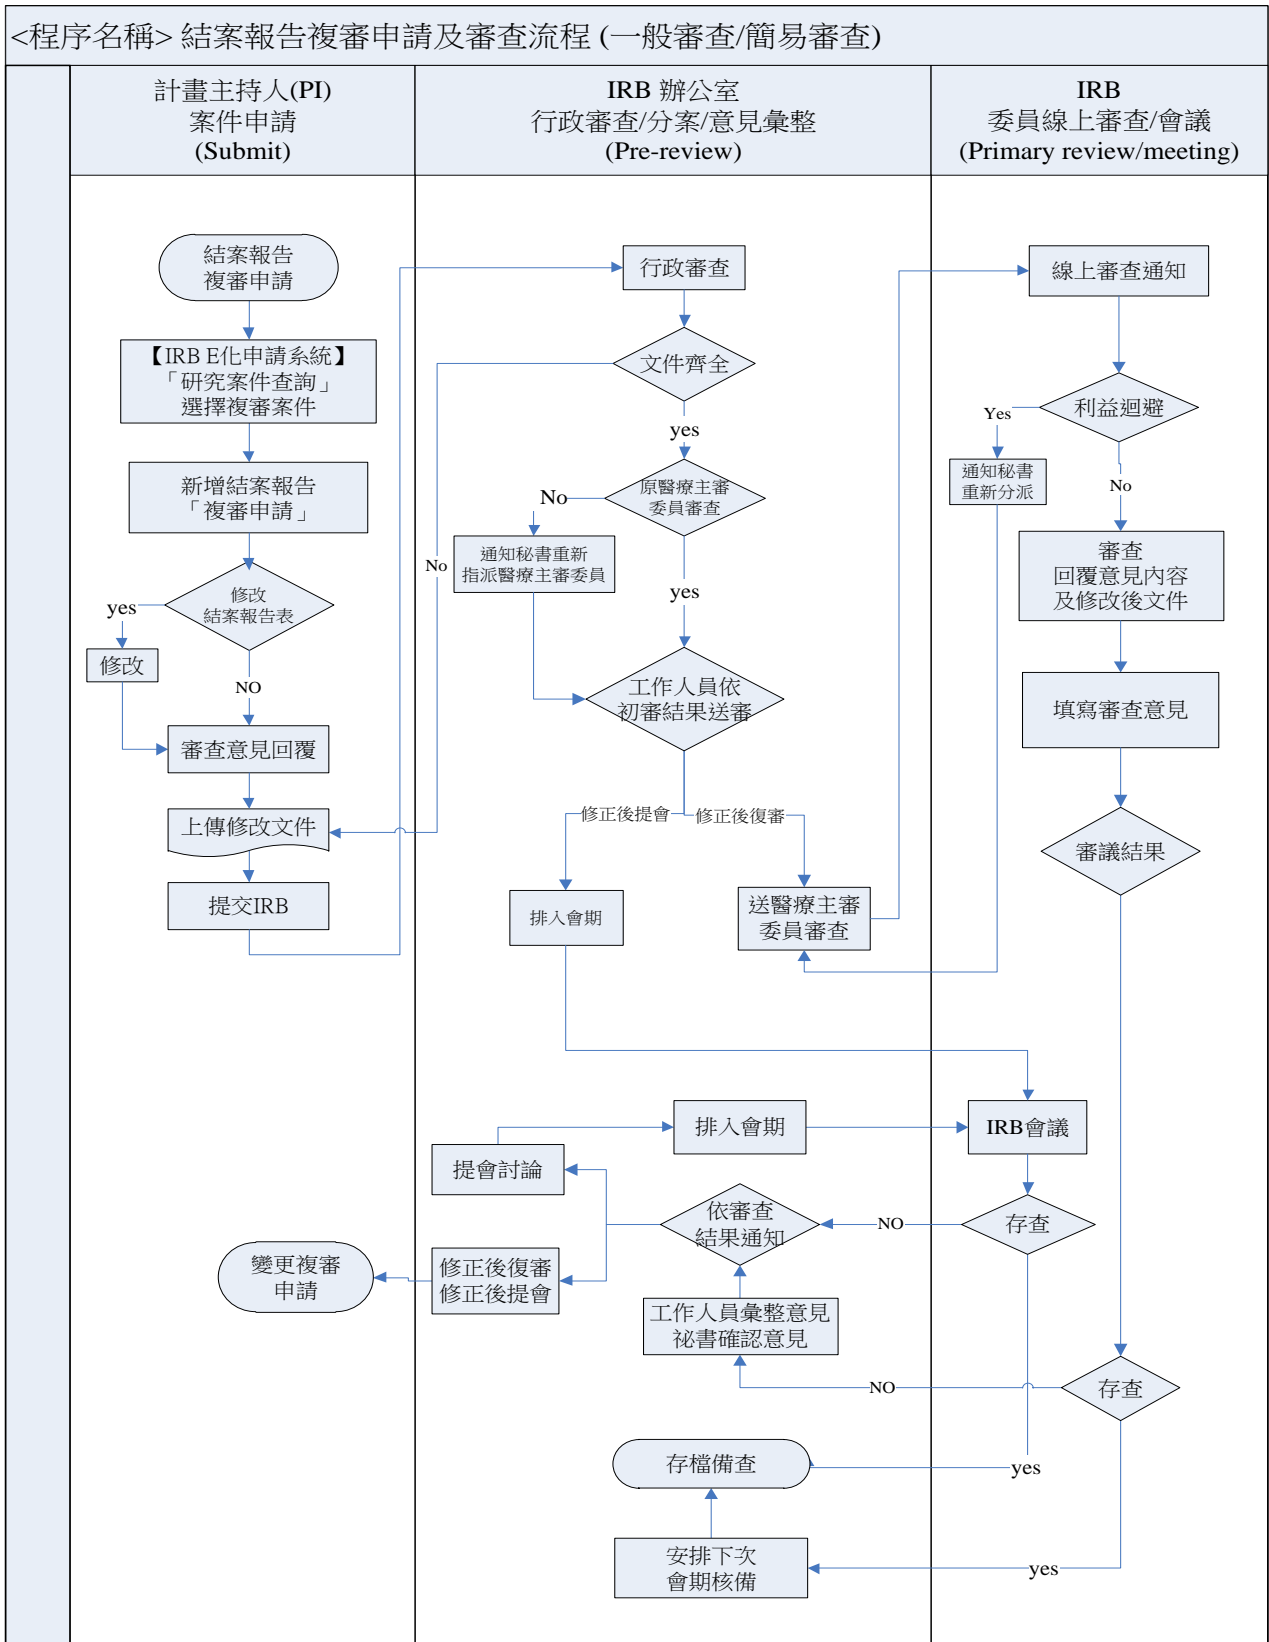 <程序名稱> 結案報告複審申請及審查流程 (一般審查/簡易審查)
計畫主持人(PI)
案件申請
(Submit)
IRB 辦公室
行政審查/分案/意見彙整
(Pre-review)
IRB
委員線上審查/會議
(Primary review/meeting)
結案報告
複審申請
【IRB E化申請系統】
「研究案件查詢」
選擇複審案件
新增結案報告
「複審申請」
修改
結案報告表
yes
修改
NO
審查意見回覆
上傳修改文件
提交IRB
行政審查
文件齊全
yes
No
原醫療主審
委員審查
No
通知秘書重新
指派醫療主審委員
yes
工作人員依
初審結果送審
修正後提會
修正後復審
排入會期
送醫療主審
委員審查
線上審查通知
利益迴避
Yes
通知秘書
重新分派
No
審查
回覆意見內容
及修改後文件
填寫審查意見
審議結果
排入會期
IRB會議
提會討論
依審查
結果通知
NO
存查
變更複審
申請
修正後復審
修正後提會
工作人員彙整意見
祕書確認意見
NO
存查
存檔備查
yes
安排下次
會期核備
yes